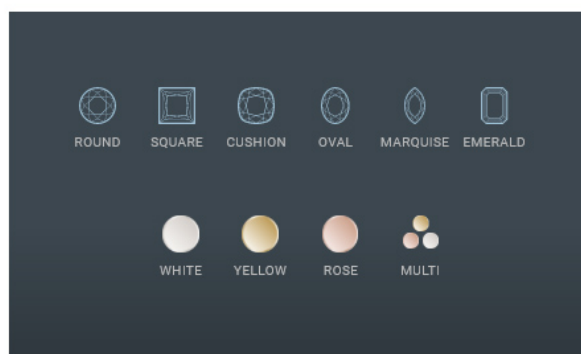 ROUND SQUARE CUSHION OVAL MARQUISE EMERALD
WHITE YELLOW ROSE MULTI